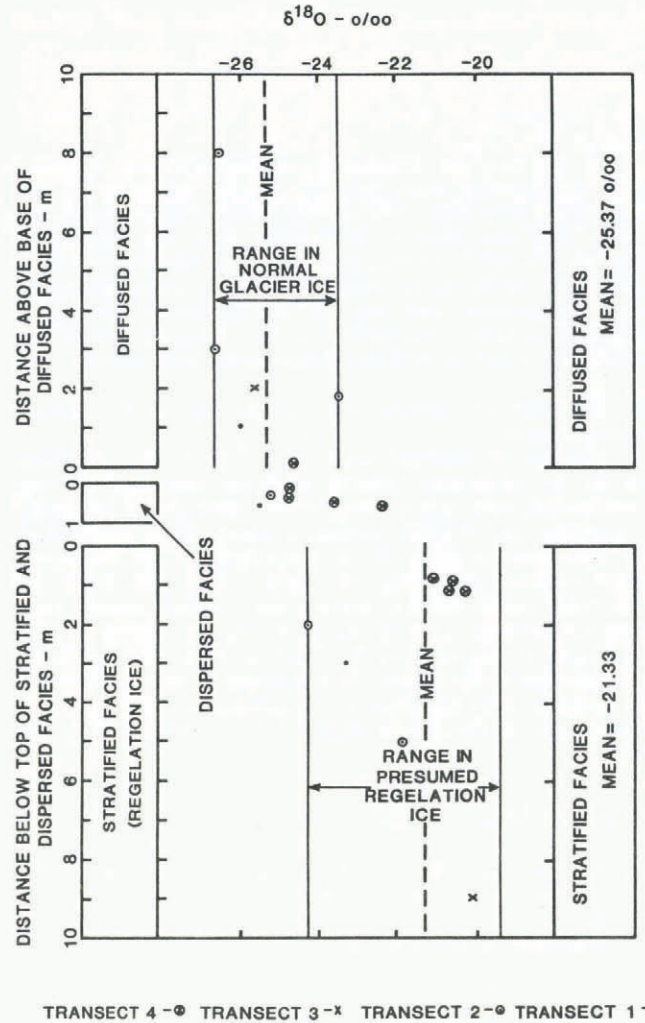 δ18O – o/oo
-26 -24 -22 -20
10
8
6
4
2
0
DISTANCE ABOVE BASE OF
DIFFUSED FACIES – m
DIFFUSED FACIES
MEAN
RANGE IN
NORMAL
GLACIER ICE
DIFFUSED FACIES
MEAN = -25.37 o/oo
0
1
DISPERSED FACIES
0
2
4
6
8
10
DISTANCE BELOW TOP OF STRATIFIED AND
DISPERSED FACIES – m
STRATIFIED FACIES
(REGELATION ICE)
MEAN
RANGE IN
PRESUMED
REGELATION
ICE
STRATIFIED FACIES
MEAN = -21.33
TRANSECT 4 - TRANSECT 3 -x TRANSECT 2 - TRANSECT 1